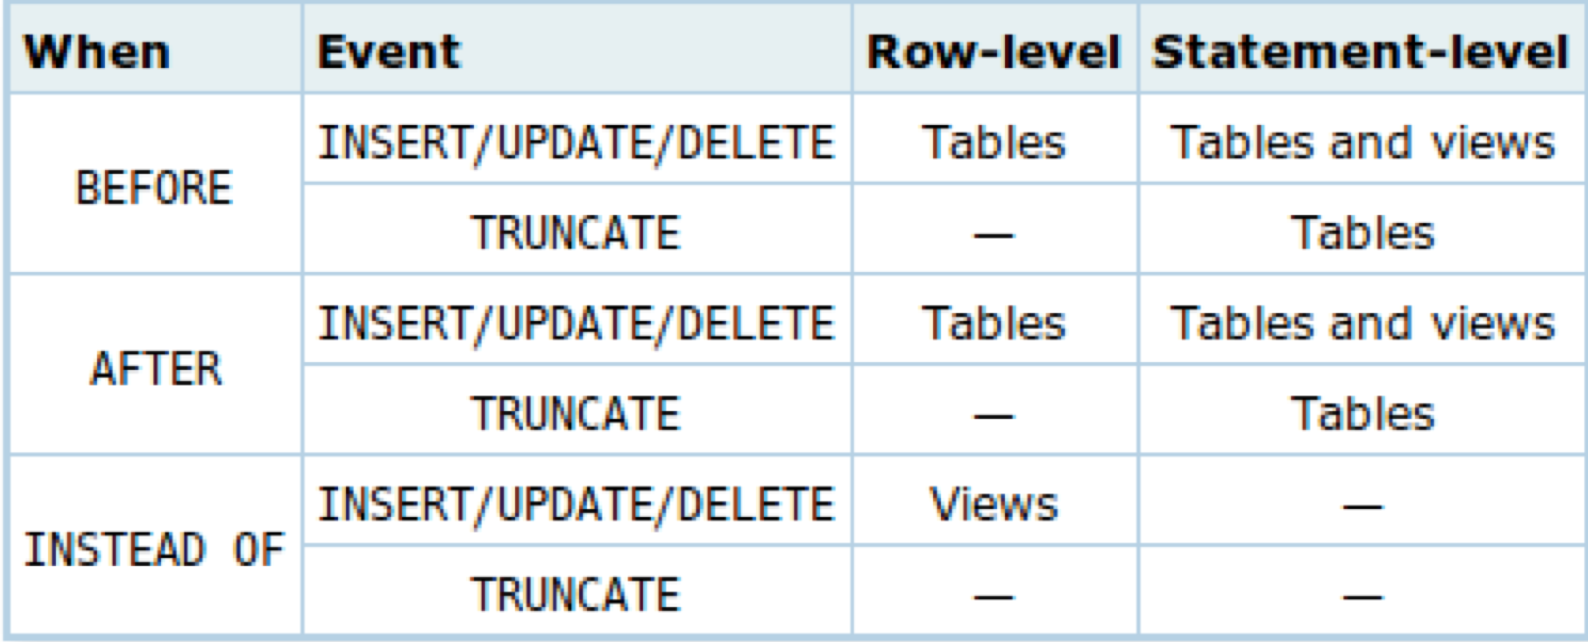 When Event Row-level Statement-level
BEFORE INSERT/UPDATE/DELETE Tables Tables and views
TRUNCATE — Tables
AFTER INSERT/UPDATE/DELETE Tables Tables and views
TRUNCATE — Tables
INSTEAD OF INSERT/UPDATE/DELETE Views —
TRUNCATE — —